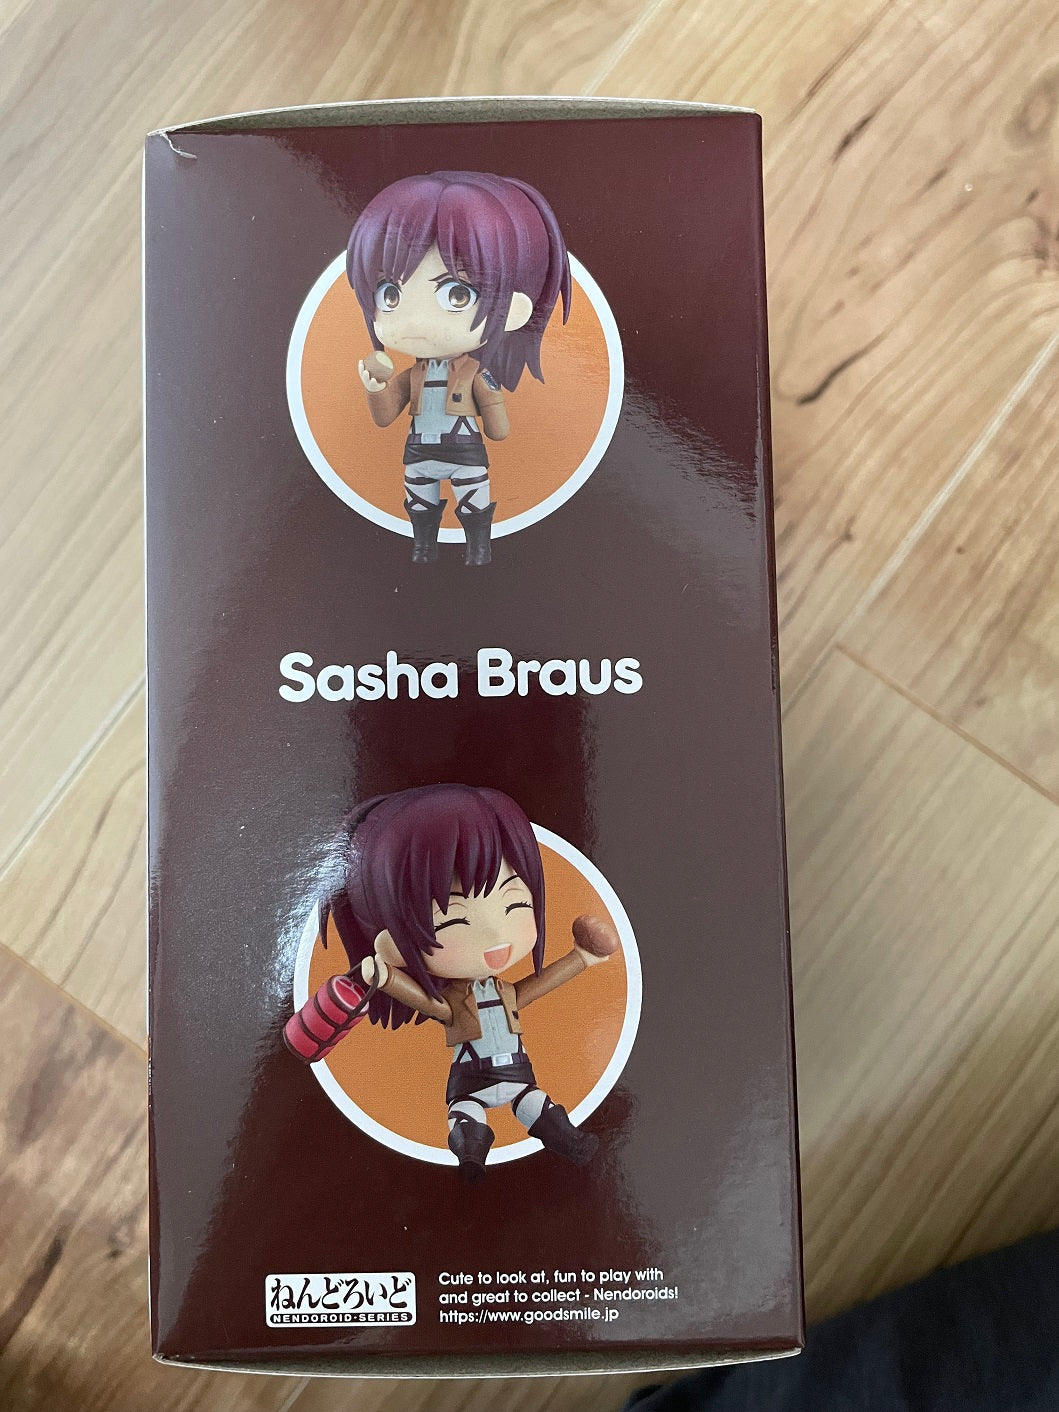 Sasha Braus
ねんどろいど
NENDOROID·SERIES
Cute to look at, fun to play with
and great to collect - Nendoroids!
https://www.goodsmile.jp